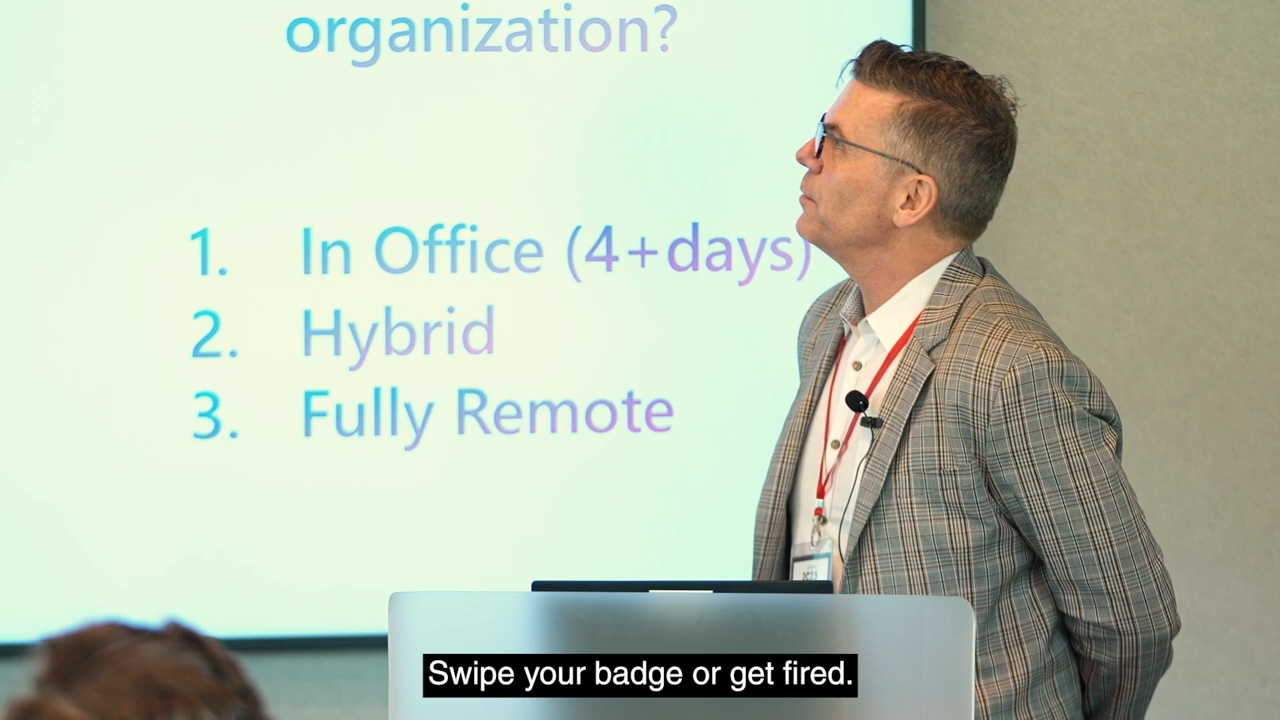 organization?
1. In Office (4+days)
2. Hybrid
3. Fully Remote
Swipe your badge or get fired.